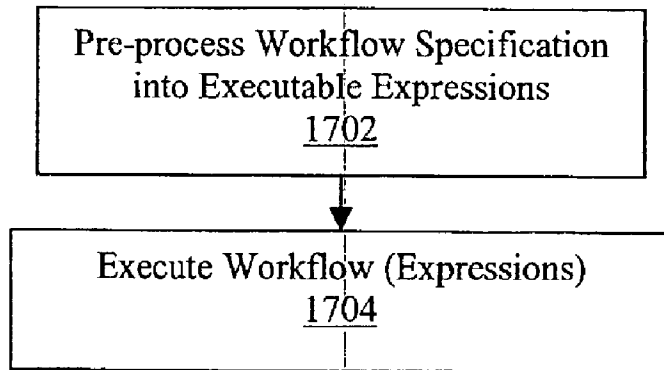 Pre-process Workflow Specification
into Executable Expressions
1702
Execute Workflow (Expressions)
1704